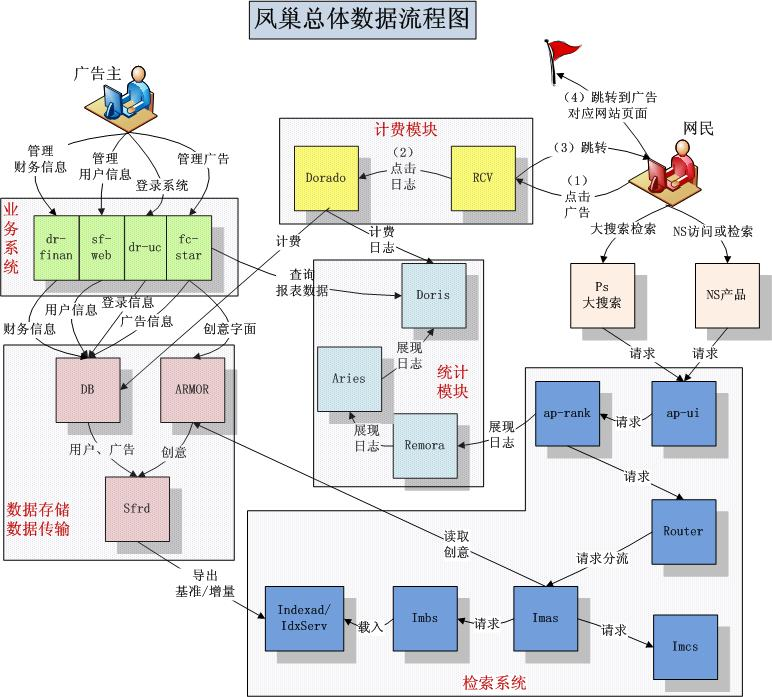 凤巢总体数据流程图
广告主
管理
财务信息
管理
用户信息
登录系统
管理广告
业
务
系
统
dr-
finan
sf-
web
dr-uc
fc-
star
计费模块
Dorado
(2)
点击
日志
RCV
(3) 跳转
(1)
点击
广告
(4) 跳转到广告
对应网站页面
网民
大搜索检索
NS访问或检索
Ps
大搜索
NS产品
请求
请求
计费
计费
日志
查询
报表数据
财务信息
用户信息
登录信息
广告信息
创意字面
DB
ARMOR
用户、广告
创意
Sfrd
数据存储
数据传输
导出
基准/增量
Doris
展现
日志
Aries
统计
模块
展现
日志
Remora
展现
日志
ap-rank
请求
ap-ui
请求
Router
请求分流
读取
创意
Indexad/
IdxServ
载入
Imbs
请求
Imas
请求
Imcs
检索系统